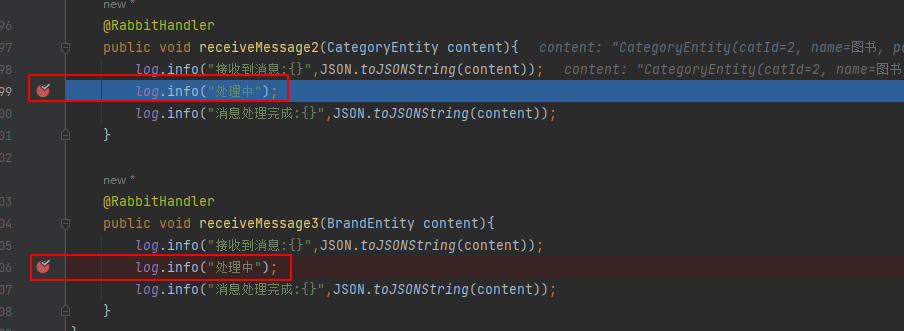 new *
96 @RabbitHandler
97 public void receiveMessage2(CategoryEntity content){ content: "CategoryEntity(catId=2, name=图书,
98 log.info("接收到消息:{}",JSON.toJSONString(content)); content: "CategoryEntity(catId=2, name=图书
99 log.info("处理中");
00 log.info("消息处理完成:{}",JSON.toJSONString(content));
01 }
02
new *
03 @RabbitHandler
04 public void receiveMessage3(BrandEntity content){
05 log.info("接收到消息:{}",JSON.toJSONString(content));
06 log.info("处理中");
07 log.info("消息处理完成:{}",JSON.toJSONString(content));
08 }